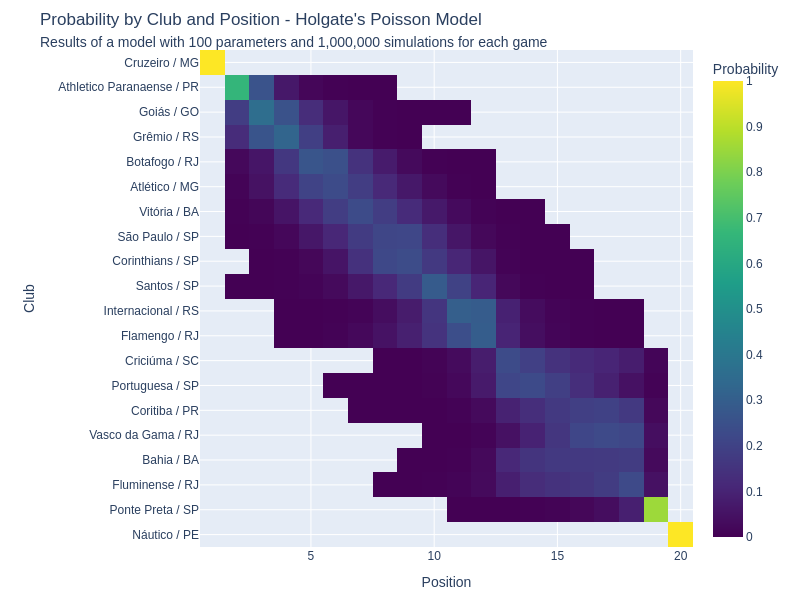 Probability by Club and Position - Holgate's Poisson Model
Results of a model with 100 parameters and 1,000,000 simulations for each game
Probability
Club
Cruzeiro / MG
Athletico Paranaense / PR
Goiás / GO
Grêmio / RS
Botafogo / RJ
Atlético / MG
Vitória / BA
São Paulo / SP
Corinthians / SP
Santos / SP
Internacional / RS
Flamengo / RJ
Criciúma / SC
Portuguesa / SP
Coritiba / PR
Vasco da Gama / RJ
Bahia / BA
Fluminense / RJ
Ponte Preta / SP
Náutico / PE
1
0.9
0.8
0.7
0.6
0.5
0.4
0.3
0.2
0.1
0
5 10 15 20
Position